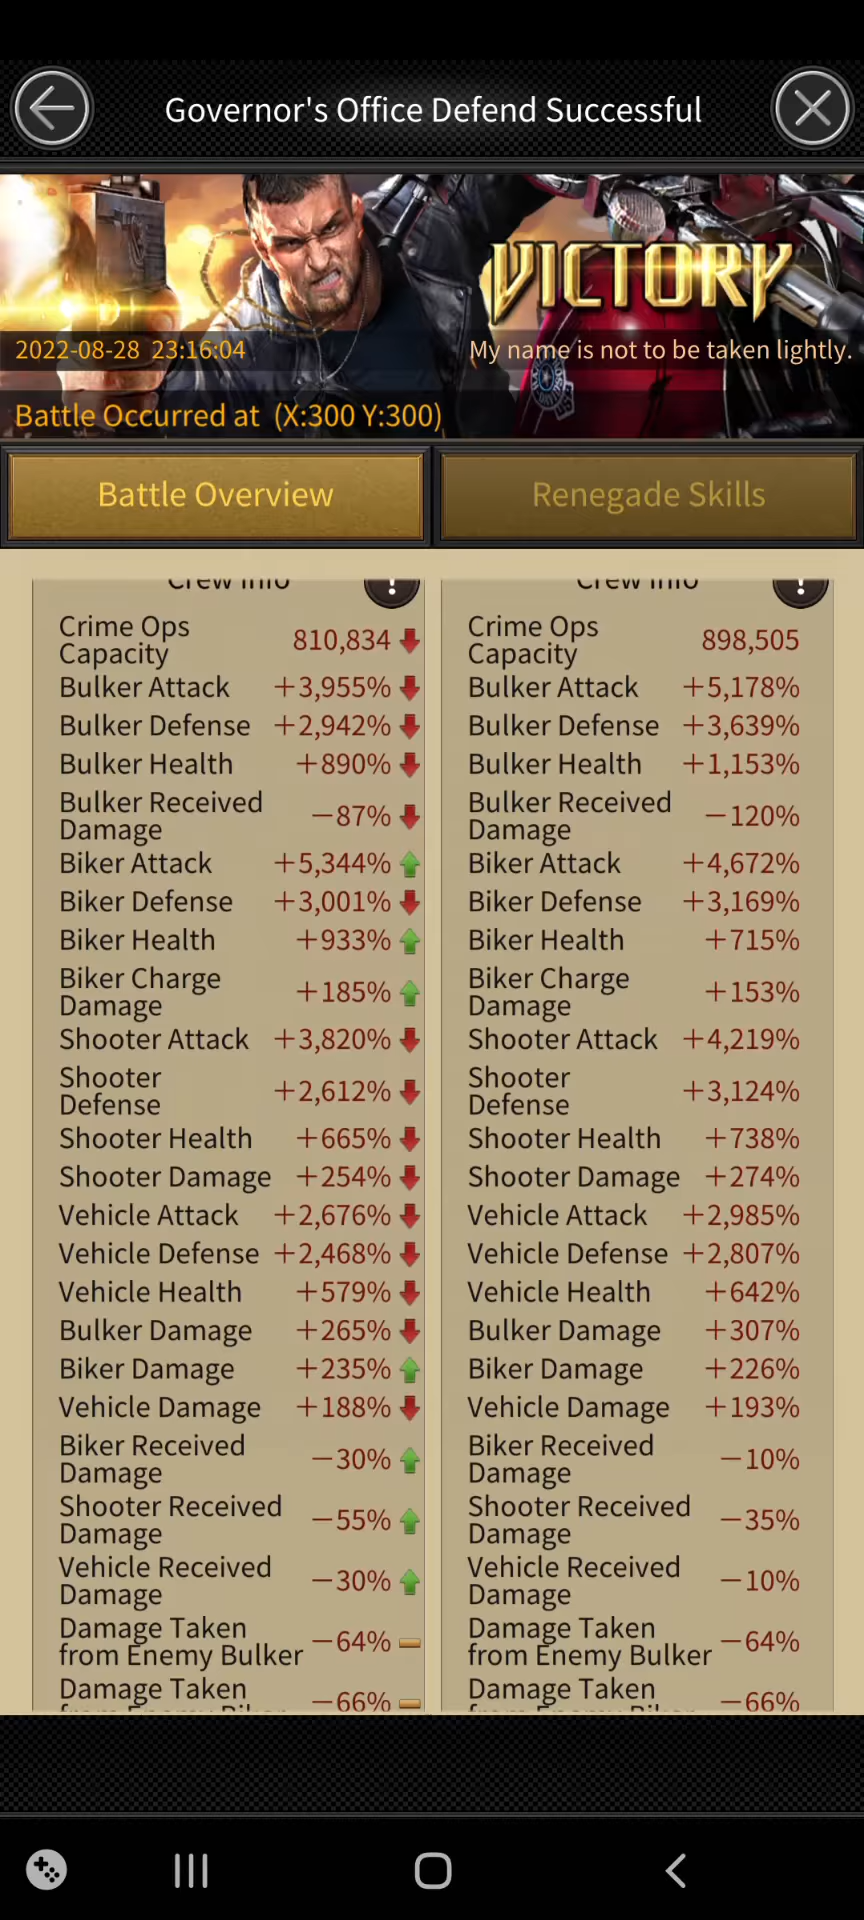 Governor's Office Defend Successful
VICTORY
2022-08-28 23:16:04
My name is not to be taken lightly.
Battle Occurred at (X:300 Y:300)
Battle Overview
Renegade Skills
Crew Info
!
Crime Ops
Capacity
810,834
Bulker Attack +3,955%
Bulker Defense +2,942%
Bulker Health +890%
Bulker Received
Damage
−87%
Biker Attack +5,344%
Biker Defense +3,001%
Biker Health +933%
Biker Charge
Damage
+185%
Shooter Attack +3,820%
Shooter
Defense
+2,612%
Shooter Health +665%
Shooter Damage +254%
Vehicle Attack +2,676%
Vehicle Defense +2,468%
Vehicle Health +579%
Bulker Damage +265%
Biker Damage +235%
Vehicle Damage +188%
Biker Received
Damage
−30%
Shooter Received
Damage
−55%
Vehicle Received
Damage
−30%
Damage Taken
from Enemy Bulker
−64%
Damage Taken
from Enemy Biker
−66%
Crew Info
!
Crime Ops
Capacity
898,505
Bulker Attack +5,178%
Bulker Defense +3,639%
Bulker Health +1,153%
Bulker Received
Damage
−120%
Biker Attack +4,672%
Biker Defense +3,169%
Biker Health +715%
Biker Charge
Damage
+153%
Shooter Attack +4,219%
Shooter
Defense
+3,124%
Shooter Health +738%
Shooter Damage +274%
Vehicle Attack +2,985%
Vehicle Defense +2,807%
Vehicle Health +642%
Bulker Damage +307%
Biker Damage +226%
Vehicle Damage +193%
Biker Received
Damage
−10%
Shooter Received
Damage
−35%
Vehicle Received
Damage
−10%
Damage Taken
from Enemy Bulker
−64%
Damage Taken
from Enemy Biker
−66%